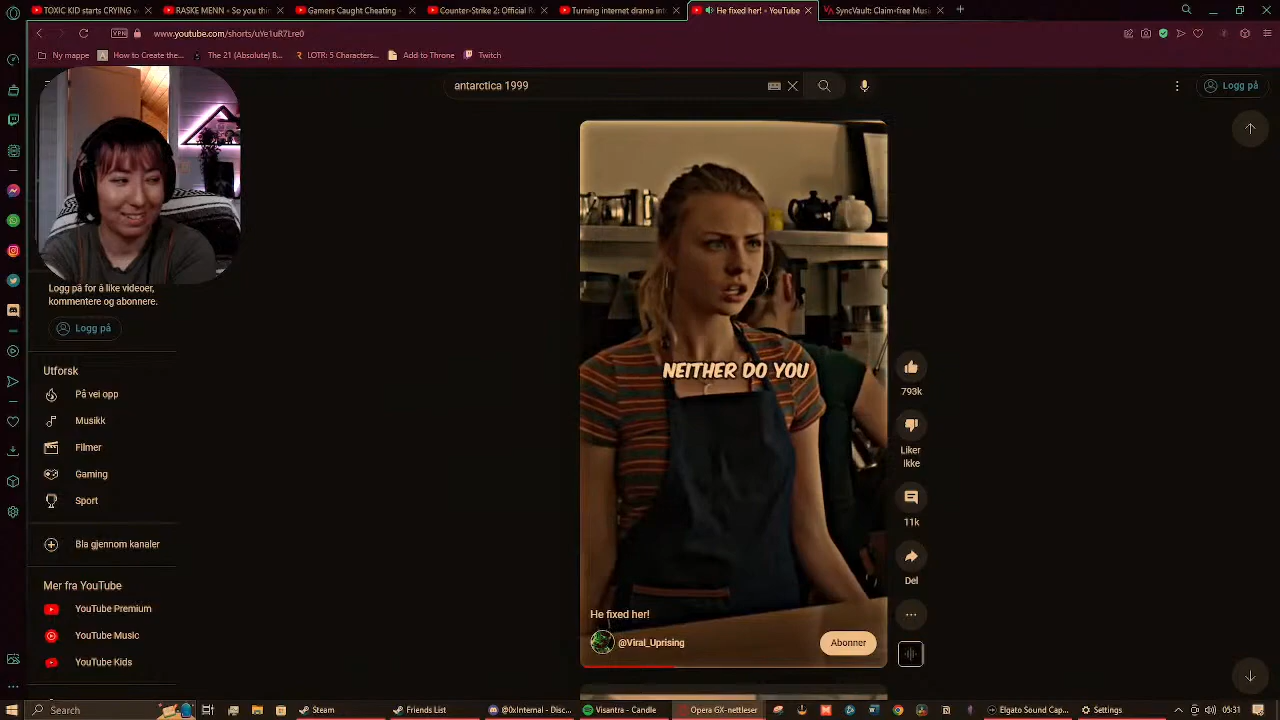 TOXIC KID starts CRYING w
RASKE MENN - So you thin
Gamers Caught Cheating -
Counter-Strike 2: Official R
Turning internet drama int
He fixed her! - YouTube
SyncVault: Claim-free Musi
VPN
www.youtube.com/shorts/uYe1uR7Lre0
Ny mappe
How to Create the...
The 21 (Absolute) B...
LOTR: 5 Characters...
Add to Throne
Twitch
antarctica 1999
Logg på
Logg på for å like videoer,
kommentere og abonnere.
Logg på
Utforsk
På vei opp
Musikk
Filmer
Gaming
Sport
Bla gjennom kanaler
Mer fra YouTube
YouTube Premium
YouTube Music
YouTube Kids
NEITHER DO YOU
He fixed her!
@Viral_Uprising
Abonner
793k
Liker
ikke
11k
Del
Search
Steam
Friends List
@0xInternal - Discor
Visantra - Candle
Opera GX-nettleser
Elgato Sound Cap...
Settings
05:31